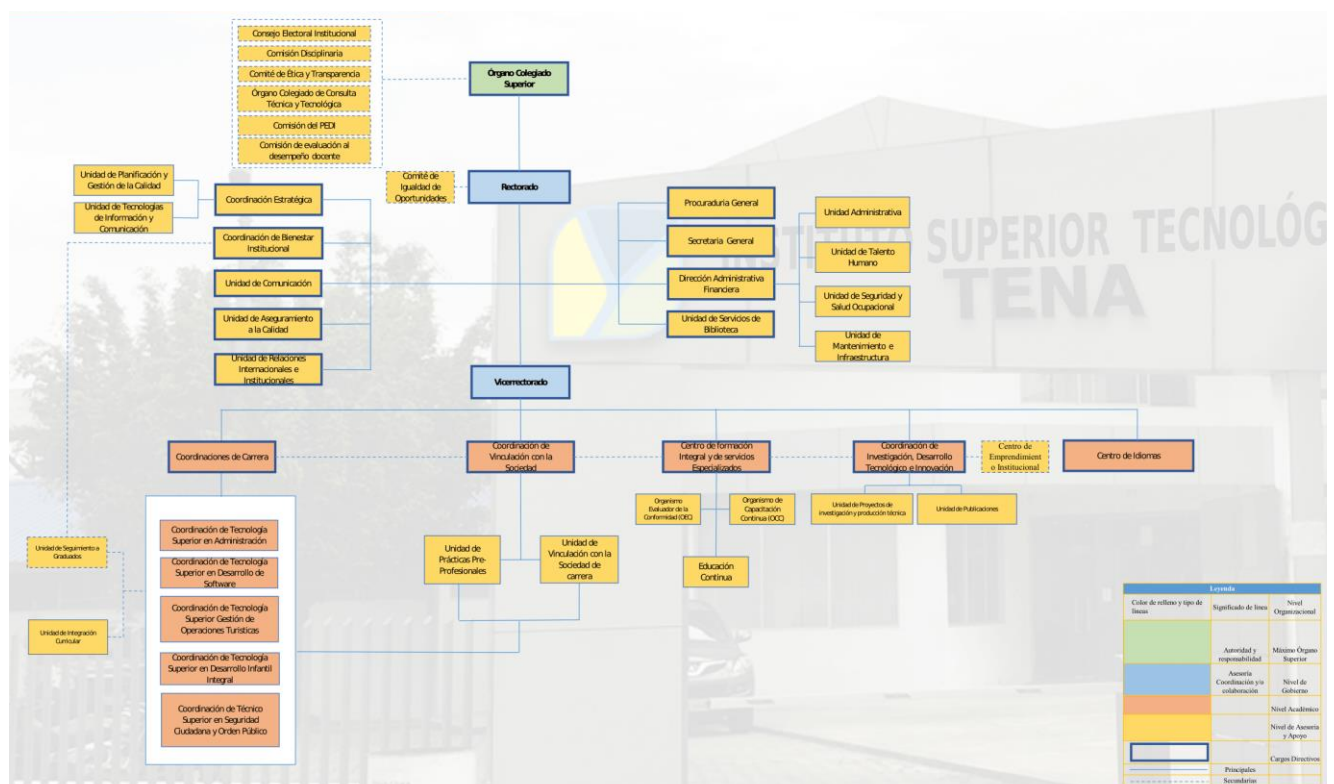 Consejo Electoral Institucional
Comisión Disciplinaria
Comité de Ética y Transparencia
Órgano Colegiado de Consulta
Técnica y Tecnológica
Comisión del PEDI
Comisión de evaluación al
desempeño docente
Órgano Colegiado
Superior
Unidad de Planificación y
Gestión de la Calidad
Unidad de Tecnologías
de Información y
Comunicación
Coordinación Estratégica
Coordinación de Bienestar
Institucional
Unidad de Comunicación
Unidad de Aseguramiento
a la Calidad
Unidad de Relaciones
Internacionales e
Institucionales
Comité de
Igualdad de
Oportunidades
Rectorado
Procuraduria General
Secretaria General
Dirección Administrativa
Financiera
Unidad de Servicios de
Biblioteca
Unidad Administrativa
Unidad de Talento
Humano
Unidad de Seguridad y
Salud Ocupacional
Unidad de
Mantenimiento e
Infraestructura
INSTITUTO SUPERIOR TECNOLÓG
TENA
Vicerrectorado
Coordinaciones de Carrera
Coordinación de
Vinculación con la
Sociedad
Centro de formación
Integral y de servicios
Especializados
Coordinación de
Investigación, Desarrollo
Tecnológico e Innovación
Centro de
Emprendimient
o Institucional
Centro de Idiomas
Organismo
Evaluador de la
Conformidad (OEC)
Organismo de
Capacitación
Continua (OCC)
Unidad de Proyectos de
investigación y producción técnica
Unidad de Publicaciones
Coordinación de Tecnología
Superior en Administración
Coordinación de Tecnología
Superior en Desarrollo de
Software
Coordinación de Tecnología
Superior Gestión de
Operaciones Turísticas
Coordinación de Tecnología
Superior en Desarrollo Infantil
Integral
Coordinación de Técnico
Superior en Seguridad
Ciudadana y Orden Público
Unidad de Seguimiento a
Graduados
Unidad de Integración
Curricular
Unidad de
Prácticas Pre-
Profesionales
Unidad de
Vinculación con la
Sociedad de carrera
Educación
Continua
Leyenda
Color de relleno y tipo de
líneas
Significado de línea
Nivel
Organizacional
Autoridad y
responsabilidad
Máximo Órgano
Superior
Asesoría
Coordinación y/o
colaboración
Nivel de
Gobierno
Nivel Académico
Nivel de Asesoría
y Apoyo
Cargos Directivos
Principales
Secundarias